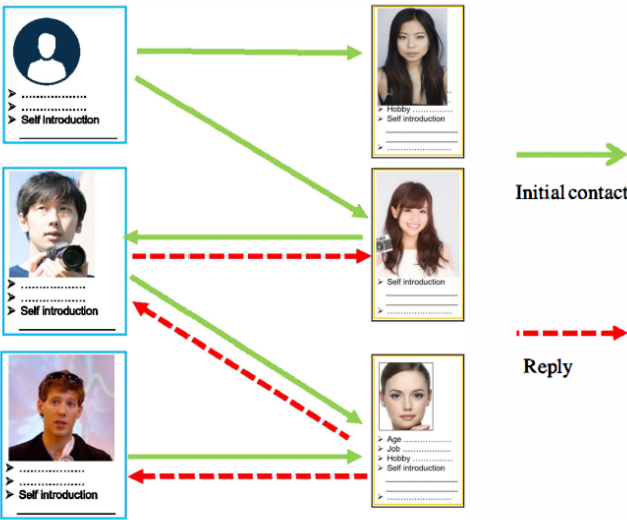 ➤ ....................
➤ ....................
➤ Self Introduction
➤ Hobby ...............
➤ Self introduction
➤ ........................
Initial contact
➤ ....................
➤ ....................
➤ Self introduction
➤ Self introduction
➤ ........................
Reply
➤ ....................
➤ ....................
➤ Self introduction
➤ Age ..................
➤ Job ..................
➤ Hobby ...............
➤ Self introduction
➤ ........................